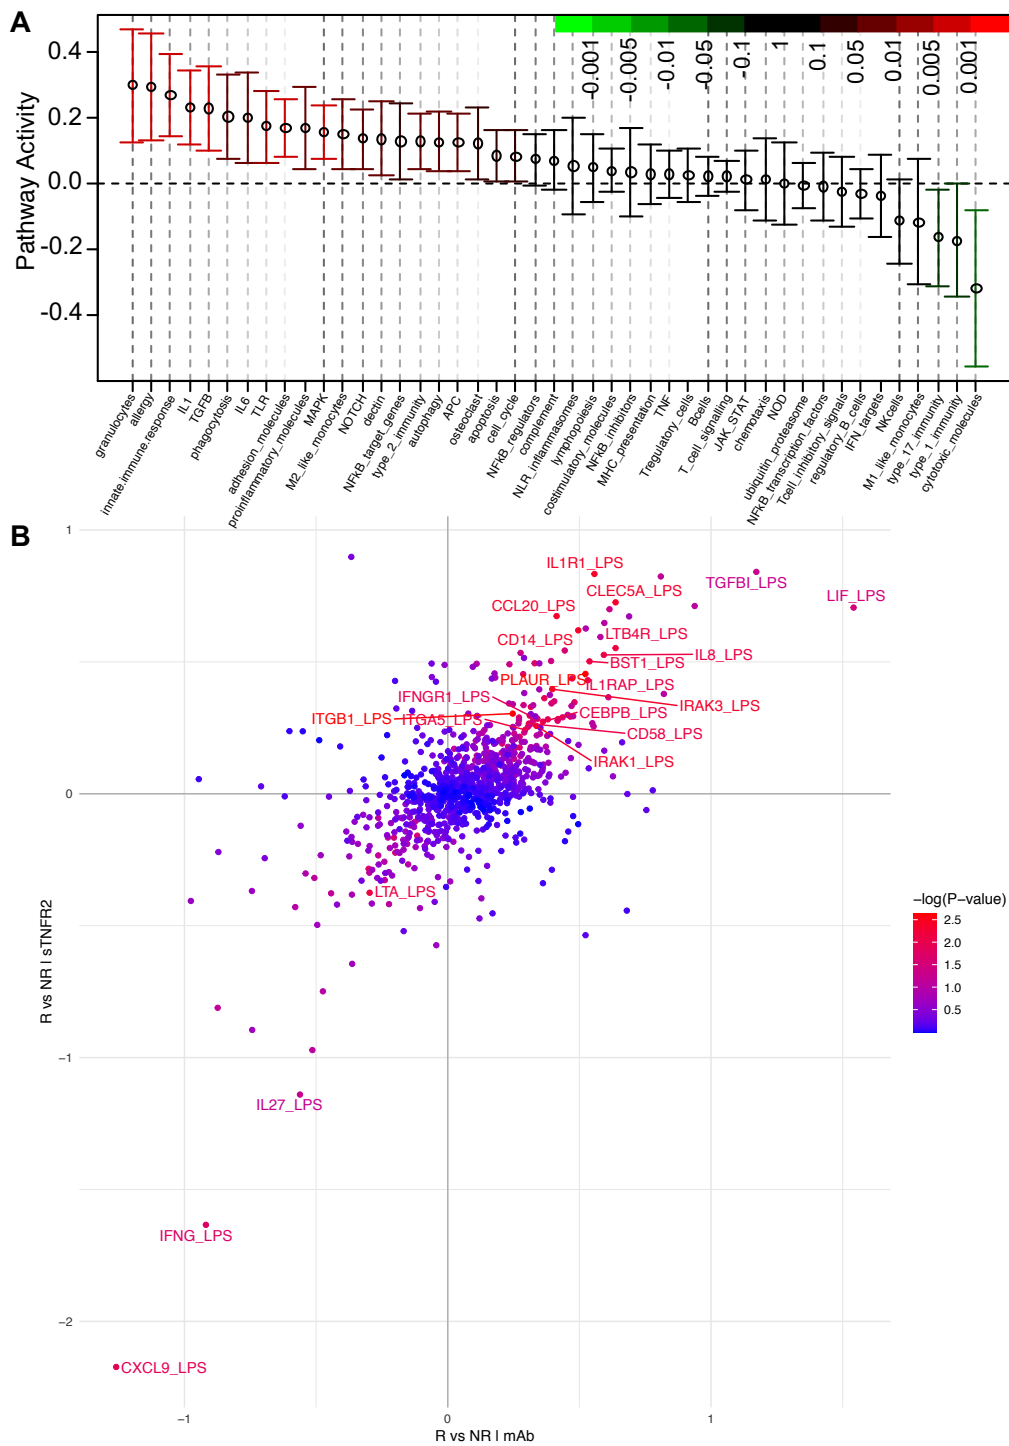 A
Pathway Activity
0.4
0.2
0.0
-0.2
-0.4
-0.001
-0.005
-0.01
-0.05
-0.1
1
0.1
0.05
0.01
0.005
0.001
granulocytes
allergy
innate.immune.response
IL1
TGFB
phagocytosis
IL6
TLR
adhesion_molecules
proinflammatory_molecules
MAPK
M2_like_monocytes
NOTCH
dectin
NFkB_target_genes
type_2_immunity
autophagy
APC
osteoclast
apoptosis
cell_cycle
NFkB_regulators
complement
NLR_inflammasomes
lymphopoiesis
costimulatory_molecules
NFkB_inhibitors
MHC_presentation
TNF
Tregulatory_cells
Bcells
T_cell_signalling
JAK_STAT
chemotaxis
NOD
ubiquitin_proteasome
NFkB_transcription_factors
Tcell_inhibitory_signals
regulatory_B_cells
IFN_targets
NKcells
M1_like_monocytes
type_17_immunity
type_1_immunity
cytotoxic_molecules
B
R vs NR | sTNFR2
1
0
−1
−2
IL1R1_LPS
CLEC5A_LPS
TGFBI_LPS
LIF_LPS
CCL20_LPS
LTB4R_LPS
CD14_LPS
IL8_LPS
BST1_LPS
PLAUR_LPS
IL1RAP_LPS
IFNGR1_LPS
IRAK3_LPS
ITGB1_LPS
ITGA5_LPS
CEBPB_LPS
CD58_LPS
IRAK1_LPS
LTA_LPS
IL27_LPS
IFNG_LPS
CXCL9_LPS
−log(P−value)
2.5
2.0
1.5
1.0
0.5
−1
0
1
R vs NR | mAb